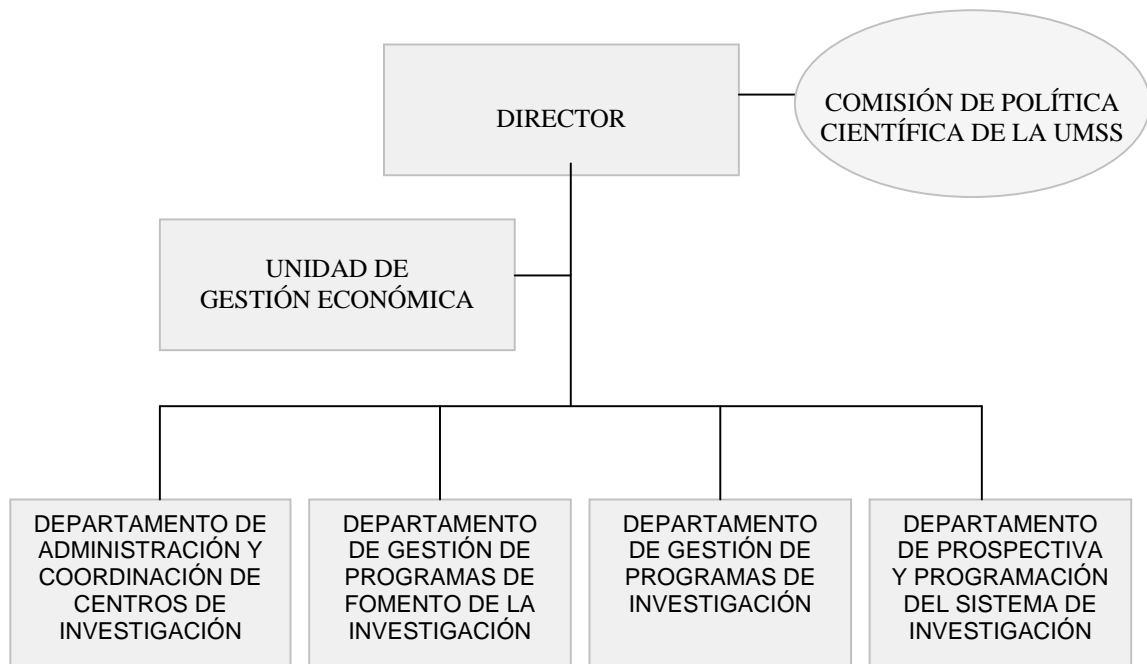 DIRECTOR
COMISIÓN DE POLÍTICA
CIENTÍFICA DE LA UMSS
UNIDAD DE
GESTIÓN ECONÓMICA
DEPARTAMENTO DE
ADMINISTRACIÓN Y
COORDINACIÓN DE
CENTROS DE
INVESTIGACIÓN
DEPARTAMENTO
DE GESTIÓN DE
PROGRAMAS DE
FOMENTO DE LA
INVESTIGACIÓN
DEPARTAMENTO
DE GESTIÓN DE
PROGRAMAS DE
INVESTIGACIÓN
DEPARTAMENTO
DE PROSPECTIVA
Y PROGRAMACIÓN
DEL SISTEMA DE
INVESTIGACIÓN